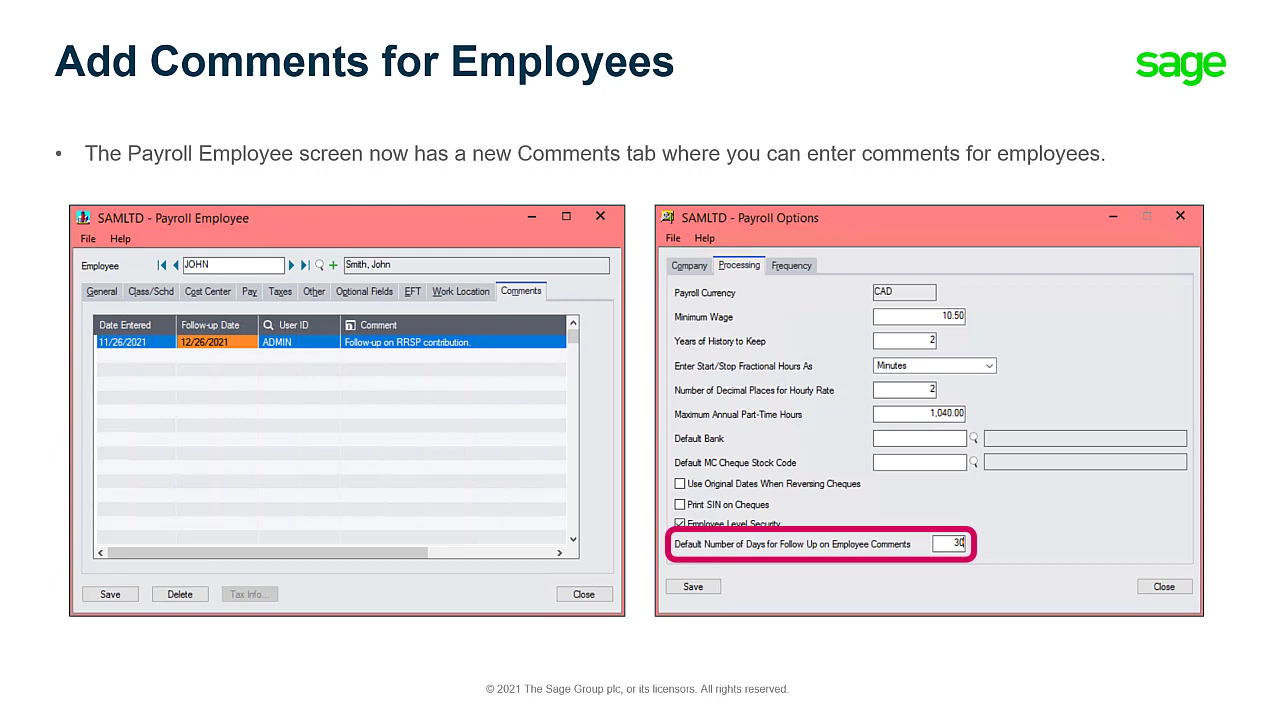 Add Comments for Employees
sage
• The Payroll Employee screen now has a new Comments tab where you can enter comments for employees.
SAMLTD - Payroll Employee
File Help
Employee JOHN Smith, John
General Class/Schd Cost Center Pay Taxes Other Optional Fields EFT Work Location Comments
Date Entered Follow-up Date User ID Comment
11/26/2021 12/26/2021 ADMIN Follow-up on RRSP contribution.
Save Delete Tax Info... Close
SAMLTD - Payroll Options
File Help
Company Processing Frequency
Payroll Currency CAD
Minimum Wage 10.50
Years of History to Keep 2
Enter Start/Stop Fractional Hours As Minutes
Number of Decimal Places for Hourly Rate 2
Maximum Annual Part-Time Hours 1,040.00
Default Bank
Default MC Cheque Stock Code
Use Original Dates When Reversing Cheques
Print SIN on Cheques
Employee Level Security
Default Number of Days for Follow Up on Employee Comments 30
Save Close
© 2021 The Sage Group plc, or its licensors. All rights reserved.